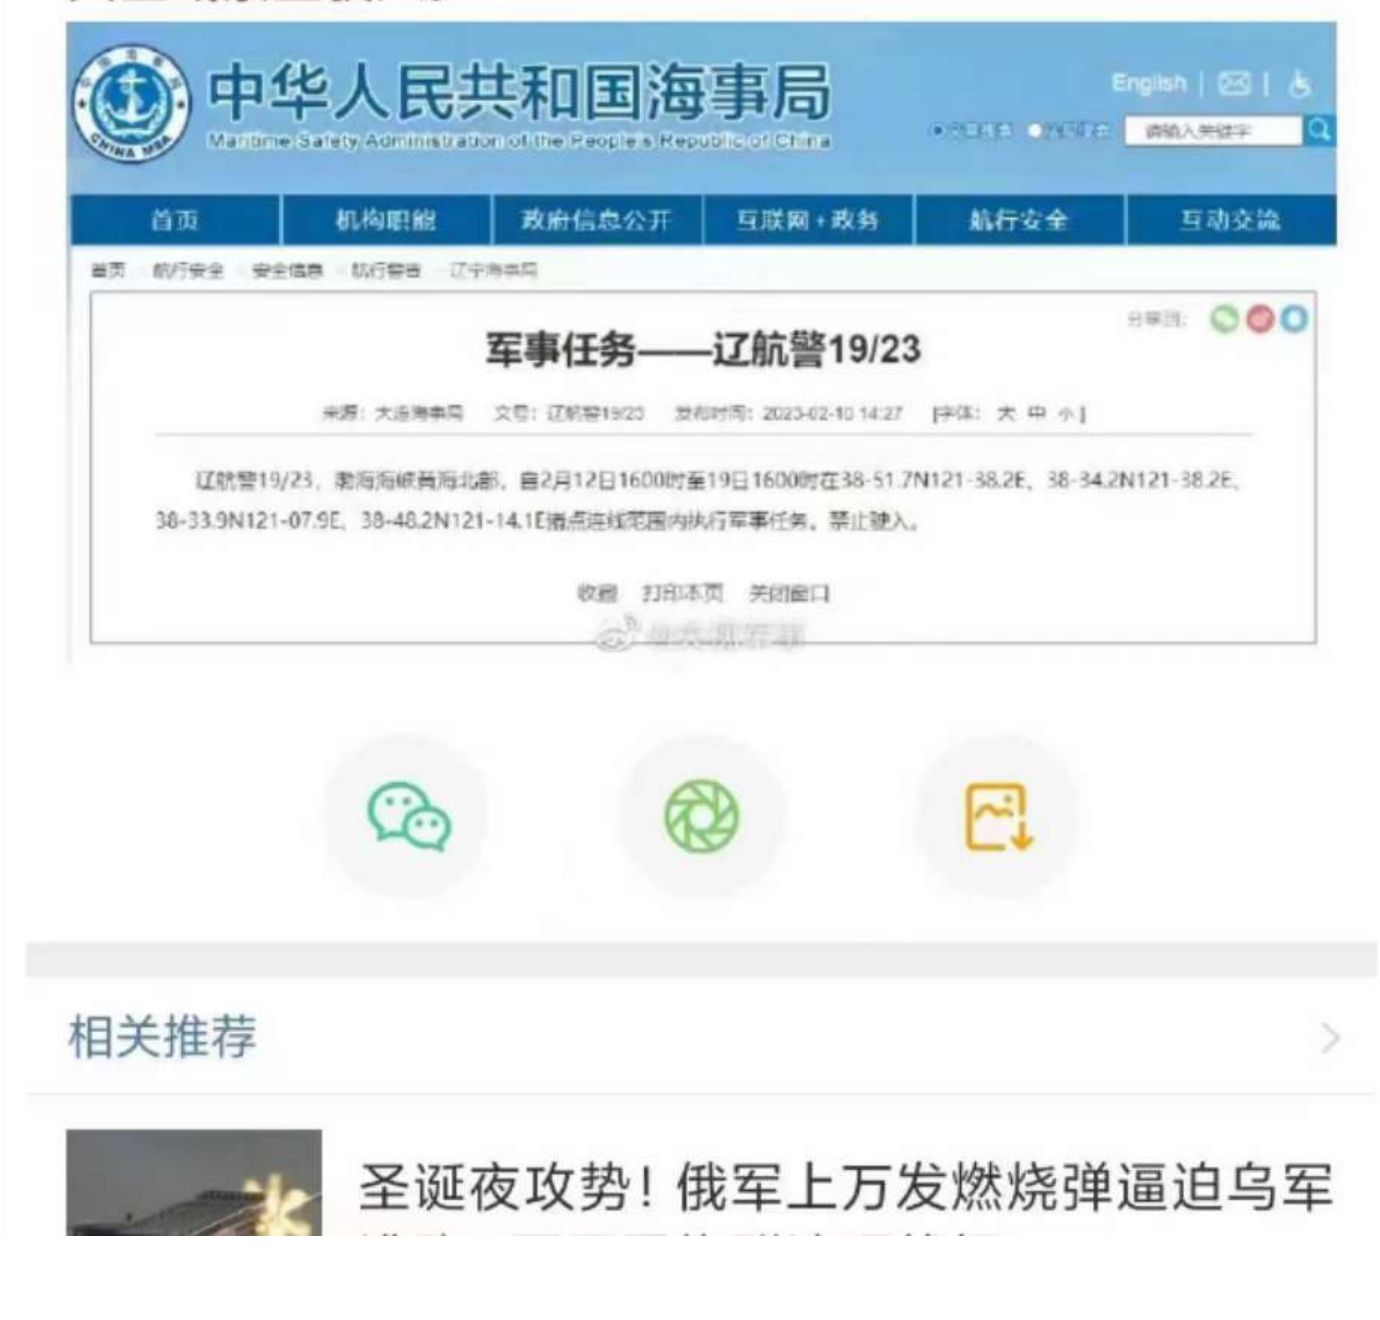 中华人民共和国海事局
Maritime Safety Administration of the People's Republic of China
CHINA MSA
English
请输入关键字
首页 机构职能 政府信息公开 互联网+政务 航行安全 互动交流
首页 航行安全 安全信息 航行警告 辽宁海事局
分享到:
军事任务——辽航警19/23
来源：大连海事局 文号：辽航警19/23 发布时间：2023-02-10 14:27 [字体： 大 中 小]
辽航警19/23，渤海海峡黄海北部，自2月12日1600时至19日1600时在38-51.7N121-38.2E、38-34.2N121-38.2E、
38-33.9N121-07.9E、38-48.2N121-14.1E诸点连线范围内执行军事任务。禁止驶入。
收藏 打印本页 关闭窗口
相关推荐
圣诞夜攻势！俄军上万发燃烧弹逼迫乌军